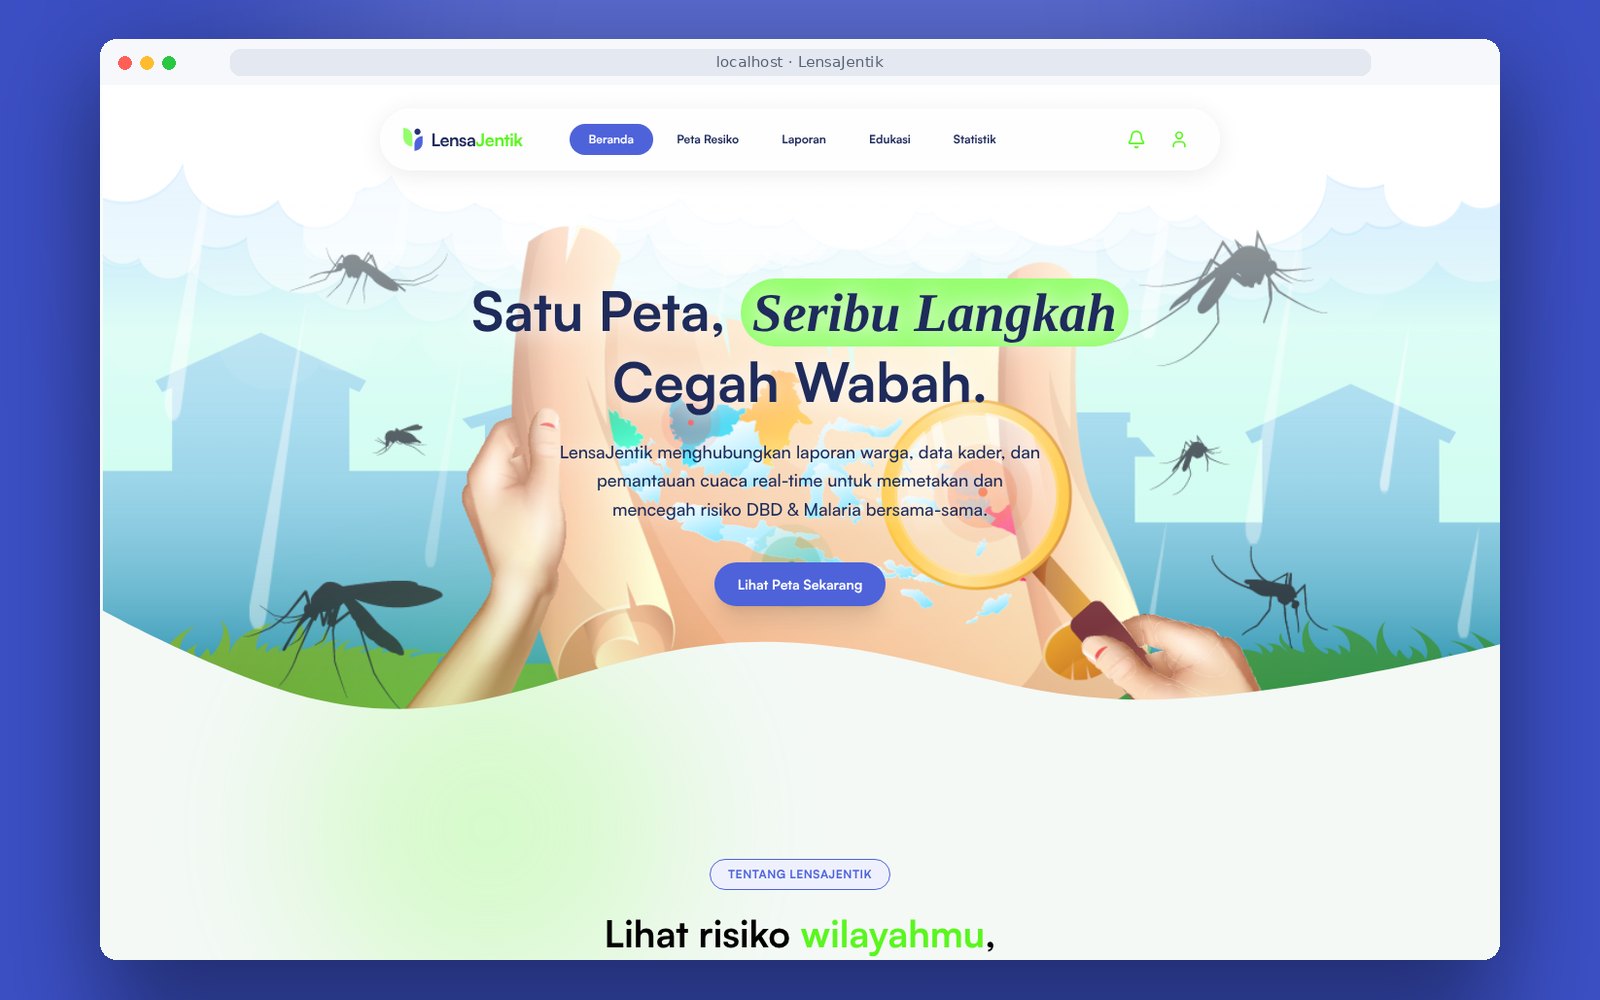 localhost · LensaJentik
LensaJentik
Beranda
Peta Resiko
Laporan
Edukasi
Statistik
Satu Peta, Seribu Langkah
Cegah Wabah.
LensaJentik menghubungkan laporan warga, data kader, dan
pemantauan cuaca real-time untuk memetakan dan
mencegah risiko DBD & Malaria bersama-sama.
Lihat Peta Sekarang
TENTANG LENSAJENTIK
Lihat risiko wilayahmu,